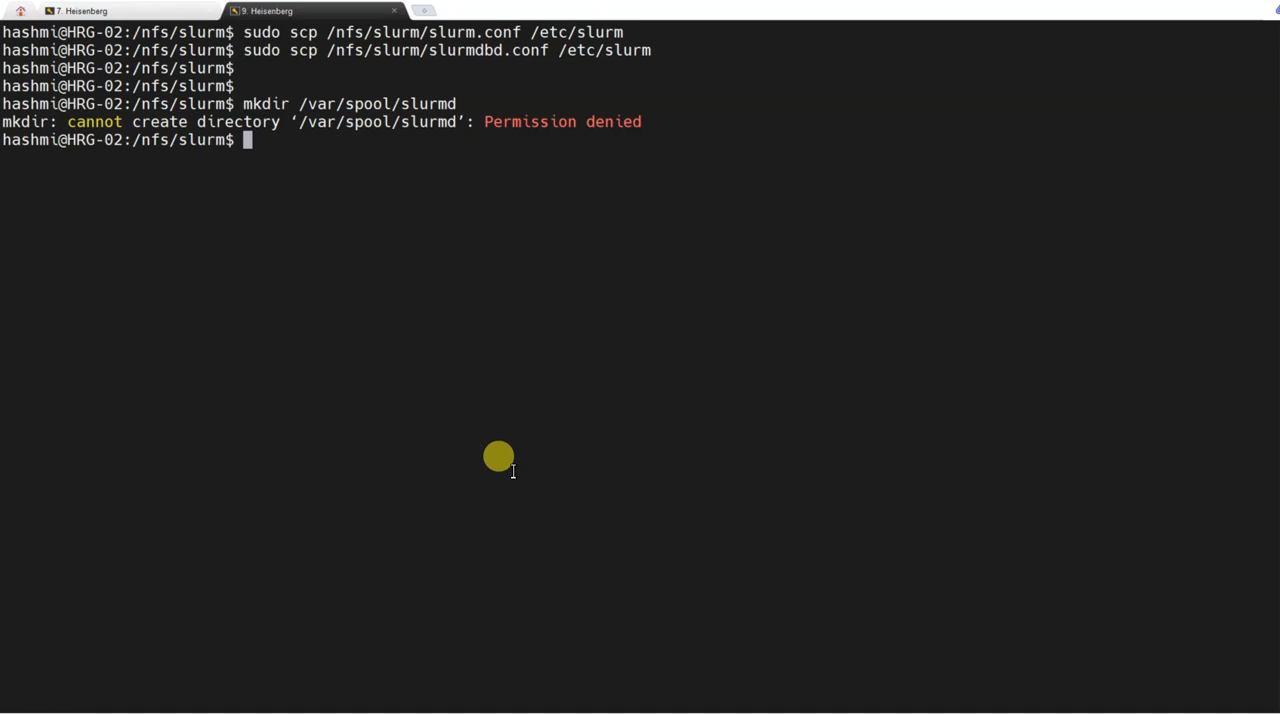 7. Heisenberg
9. Heisenberg
hashmi@HRG-02:/nfs/slurm$ sudo scp /nfs/slurm/slurm.conf /etc/slurm
hashmi@HRG-02:/nfs/slurm$ sudo scp /nfs/slurm/slurmdbd.conf /etc/slurm
hashmi@HRG-02:/nfs/slurm$
hashmi@HRG-02:/nfs/slurm$
hashmi@HRG-02:/nfs/slurm$ mkdir /var/spool/slurmd
mkdir: cannot create directory ‘/var/spool/slurmd’: Permission denied
hashmi@HRG-02:/nfs/slurm$